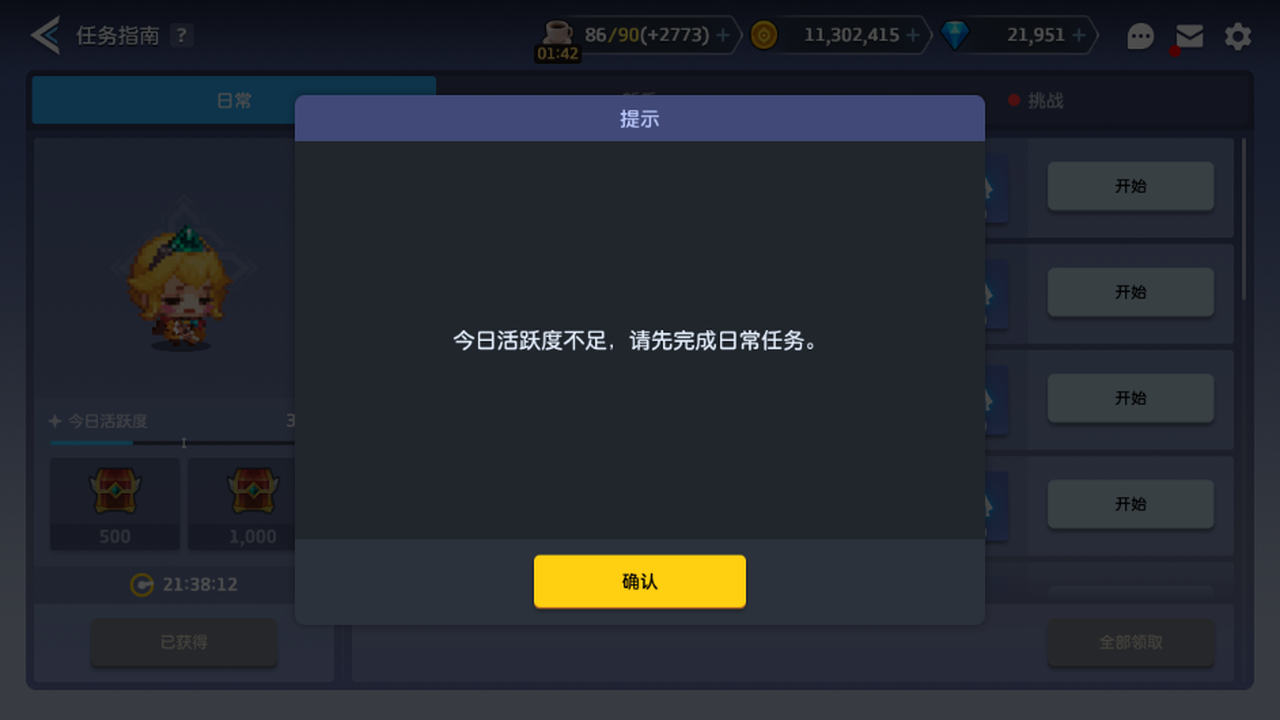 任务指南 ?
86/90(+2773) +
01:42
11,302,415 +
21,951 +
日常
挑战
提示
今日活跃度不足，请先完成日常任务。
确认
开始
开始
开始
开始
今日活跃度
3
500
1,000
21:38:12
已获得
全部领取